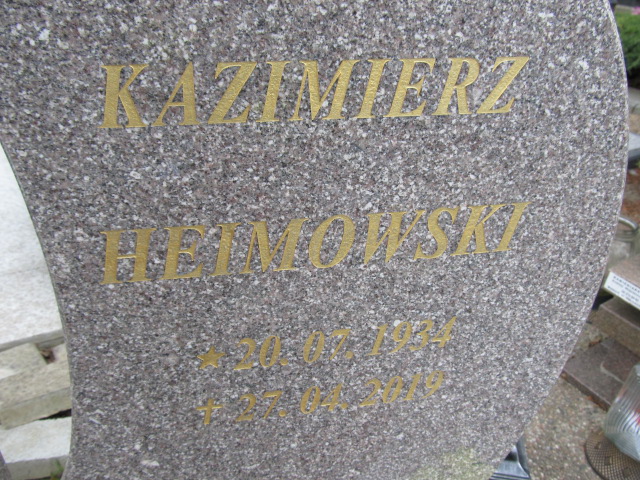 KAZIMIERZ
HEIMOWSKI
★ 20. 07. 1934
✝ 27. 04. 2019